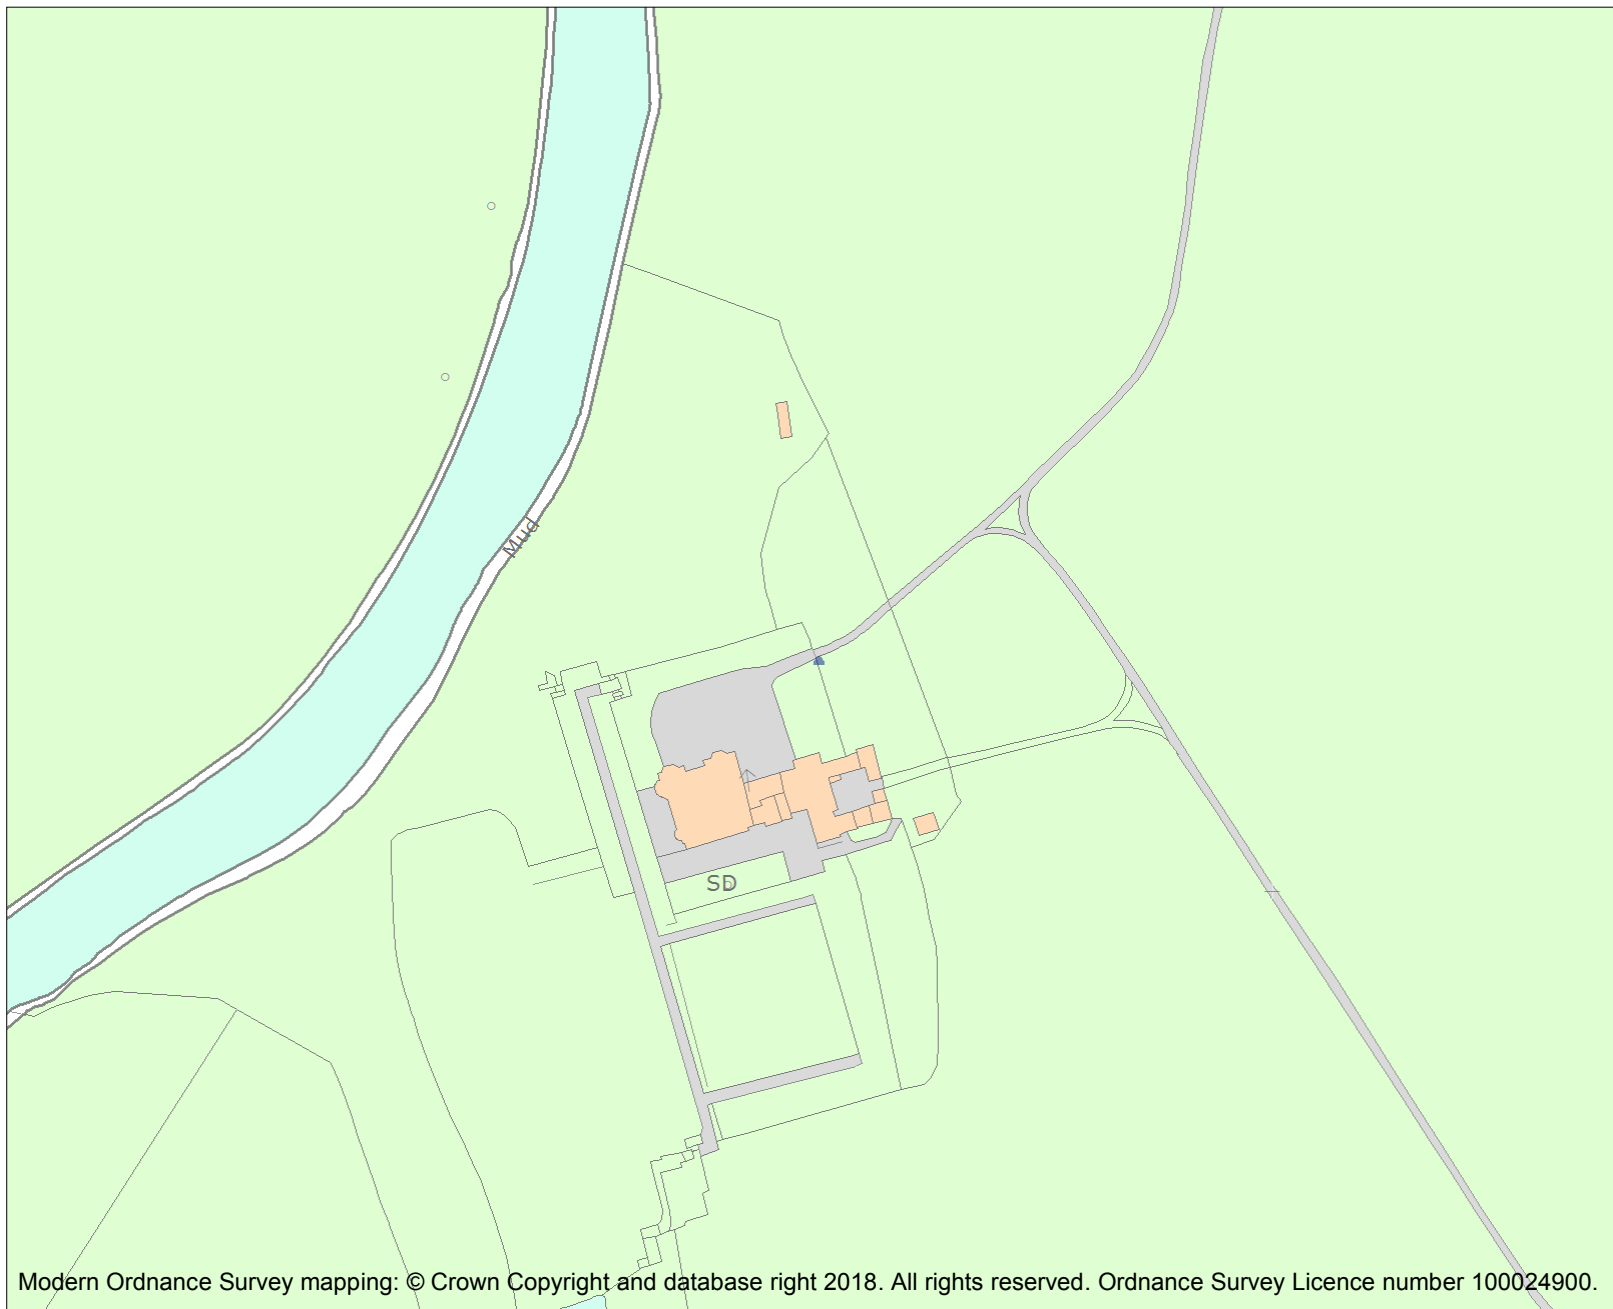 Mud
SD
Modern Ordnance Survey mapping: © Crown Copyright and database right 2018. All rights reserved. Ordnance Survey Licence number 100024900.